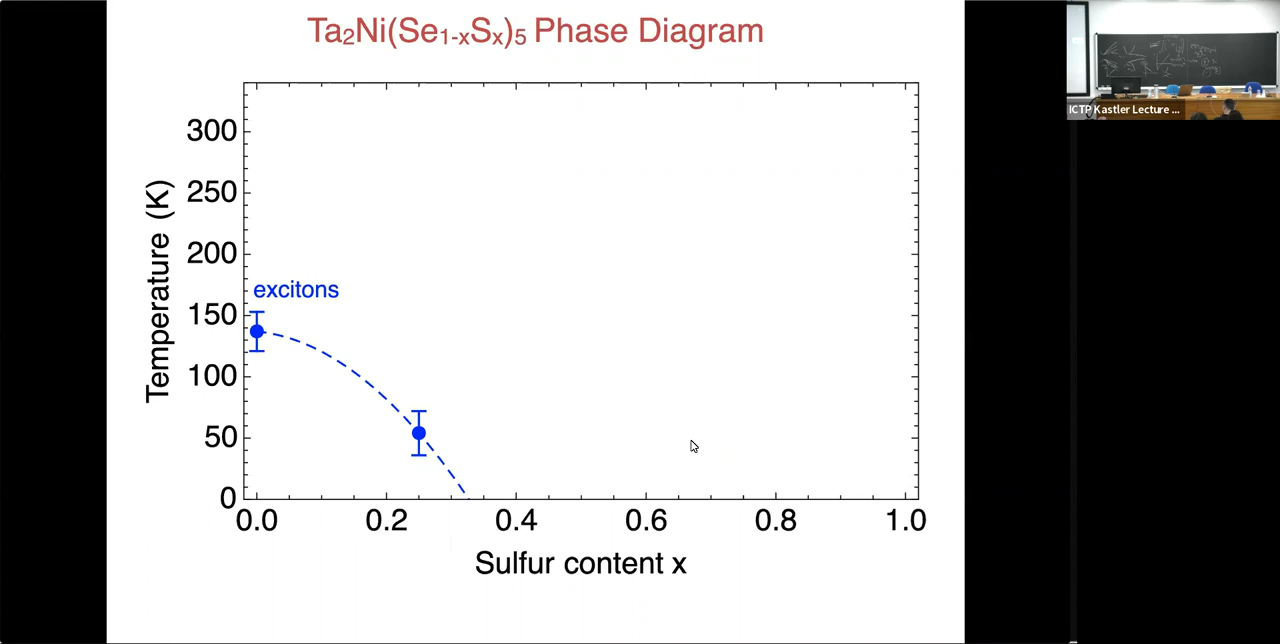 Ta₂Ni(Se₁₋ₓSₓ)₅ Phase Diagram
ICTP Kastler Lecture ...
300
250
200
150
100
50
0
Temperature (K)
excitons
0.0 0.2 0.4 0.6 0.8 1.0
Sulfur content x